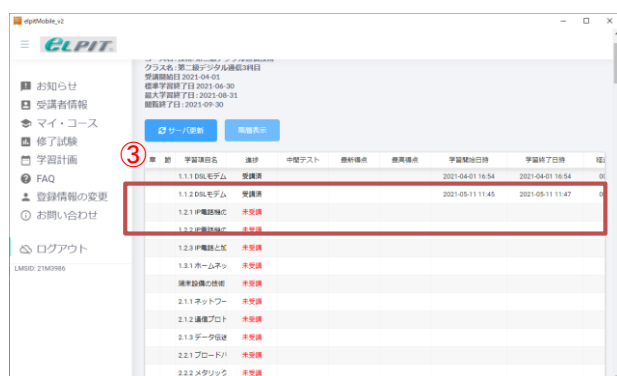 elpitMobile_v2
ELPIT.
お知らせ
受講者情報
マイ・コース
修了試験
学習計画
FAQ
登録情報の変更
お問い合わせ
ログアウト
LMSID: 21M3986
クラス名: 第二級デジタル通信3科目
受講開始日 2021-04-01
標準学習終了日 2021-06-30
最大学習終了日: 2021-08-31
閲覧終了日: 2021-09-30
サーバ更新 階層表示
③
章 節 学習項目名 進捗 中間テスト 最新得点 最高得点 学習開始日時 学習終了日時
1.1.1 DSLモデム 受講済 2021-04-01 16:54 2021-04-01 16:54
1.1.2 DSLモデム 受講済 2021-05-11 11:45 2021-05-11 11:47
1.2.1 IP電話機の 未受講
1.2.2 IP電話機の 未受講
1.2.3 IP電話と加 未受講
1.3.1 ホームネッ 未受講
端末設備の技術 未受講
2.1.1 ネットワー 未受講
2.1.2 通信プロト 未受講
2.1.3 データ伝送 未受講
2.2.1 ブロードバ 未受講
2.2.2 メタリック 未受講